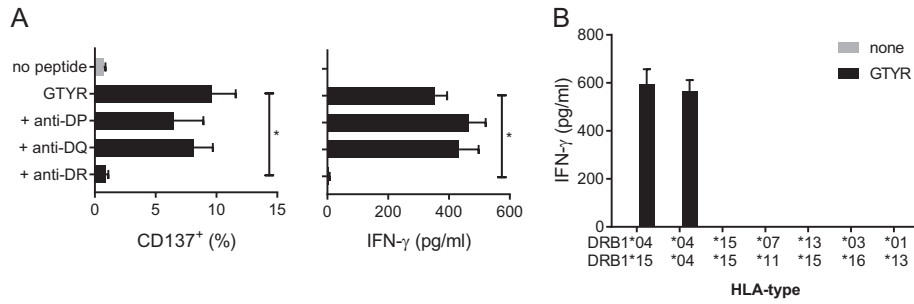 A
no peptide
GTYR
+ anti-DP
+ anti-DQ
+ anti-DR
*
0 5 10 15
CD137+ (%)
*
0 200 400 600
IFN-γ (pg/ml)
B
800
600
400
200
0
IFN-γ (pg/ml)
none
GTYR
DRB1*04 *04 *15 *07 *13 *03 *01
DRB1*15 *04 *15 *11 *15 *16 *13
HLA-type